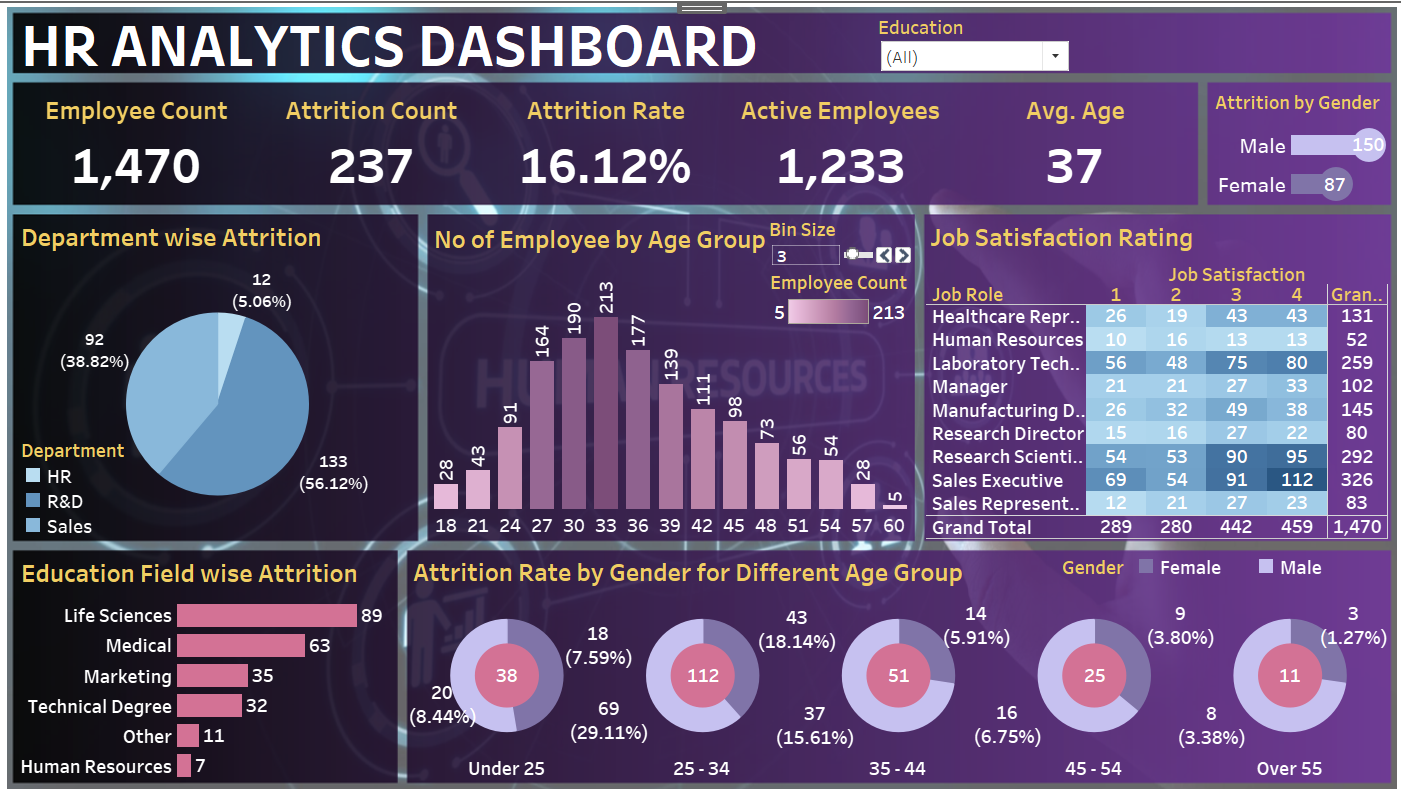 HR ANALYTICS DASHBOARD
Education
(All)
Employee Count
1,470
Attrition Count
237
Attrition Rate
16.12%
Active Employees
1,233
Avg. Age
37
Attrition by Gender
Male 150
Female 87
Department wise Attrition
12
(5.06%)
92
(38.82%)
133
(56.12%)
Department
HR
R&D
Sales
No of Employee by Age Group
Bin Size
3
Employee Count
5 213
28 43 91 164 190 213 177 139 111 98 73 56 54 28 5
HUMAN RESOURCES
18 21 24 27 30 33 36 39 42 45 48 51 54 57 60
Job Satisfaction Rating
Job Satisfaction
Job Role 1 2 3 4 Gran..
Healthcare Repr.. 26 19 43 43 131
Human Resources 10 16 13 13 52
Laboratory Tech.. 56 48 75 80 259
Manager 21 21 27 33 102
Manufacturing D.. 26 32 49 38 145
Research Director 15 16 27 22 80
Research Scienti.. 54 53 90 95 292
Sales Executive 69 54 91 112 326
Sales Represent.. 12 21 27 23 83
Grand Total 289 280 442 459 1,470
Education Field wise Attrition
Life Sciences 89
Medical 63
Marketing 35
Technical Degree 32
Other 11
Human Resources 7
Attrition Rate by Gender for Different Age Group
Gender Female Male
38
18
(7.59%)
20
(8.44%)
Under 25
112
43
(18.14%)
69
(29.11%)
25 - 34
51
14
(5.91%)
37
(15.61%)
35 - 44
25
9
(3.80%)
16
(6.75%)
45 - 54
11
3
(1.27%)
8
(3.38%)
Over 55